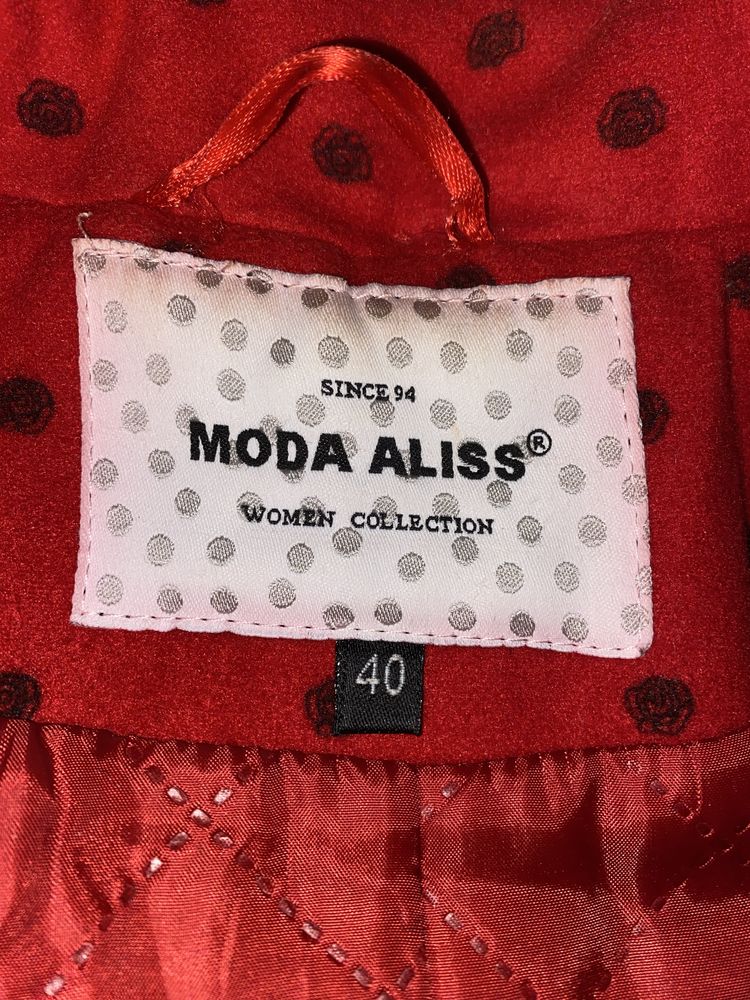 SINCE 94
MODA ALISS®
WOMEN COLLECTION
40